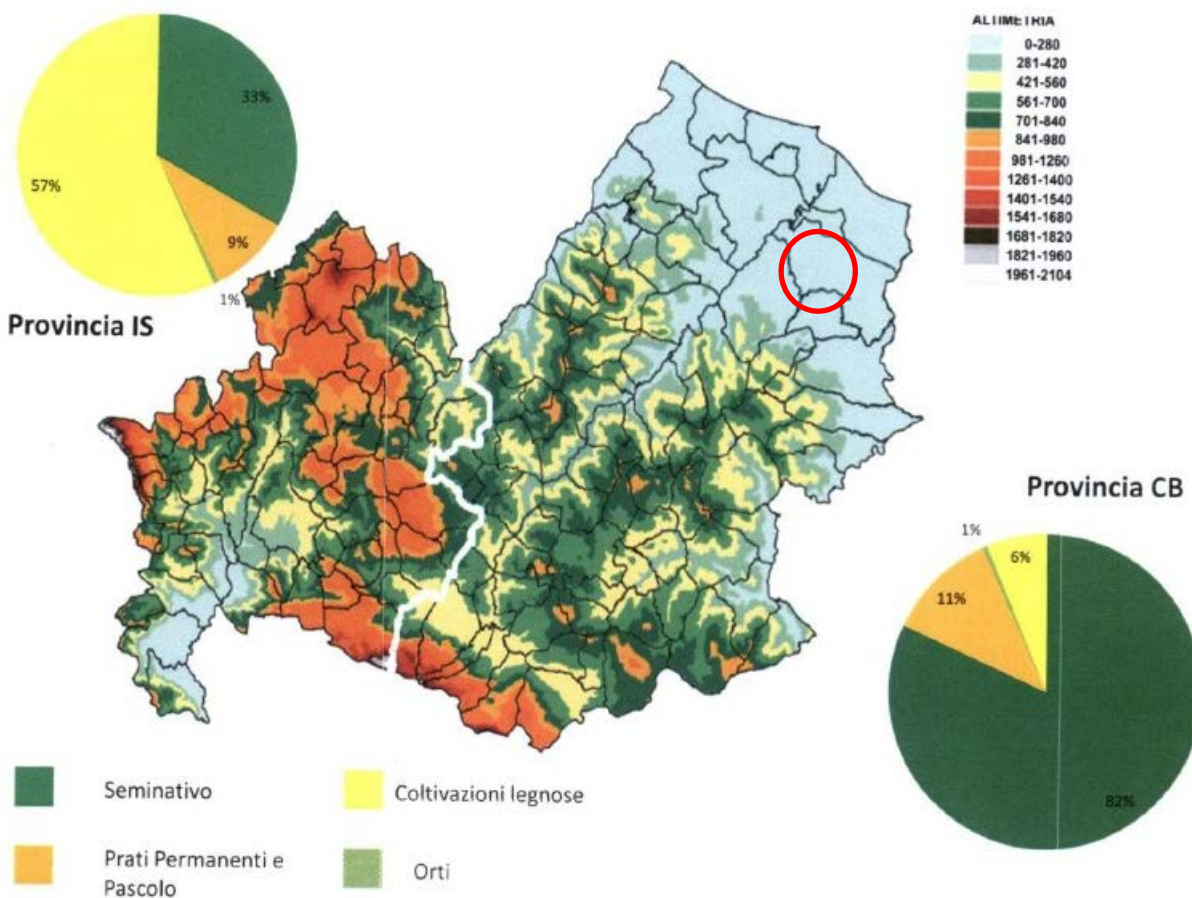 ALTIMETRIA
0-280
281-420
421-560
561-700
701-840
841-980
981-1260
1261-1400
1401-1540
1541-1680
1681-1820
1821-1960
1961-2104
33%
57%
9%
1%
Provincia IS
Provincia CB
1%
6%
11%
82%
Seminativo
Coltivazioni legnose
Prati Permanenti e
Pascolo
Orti